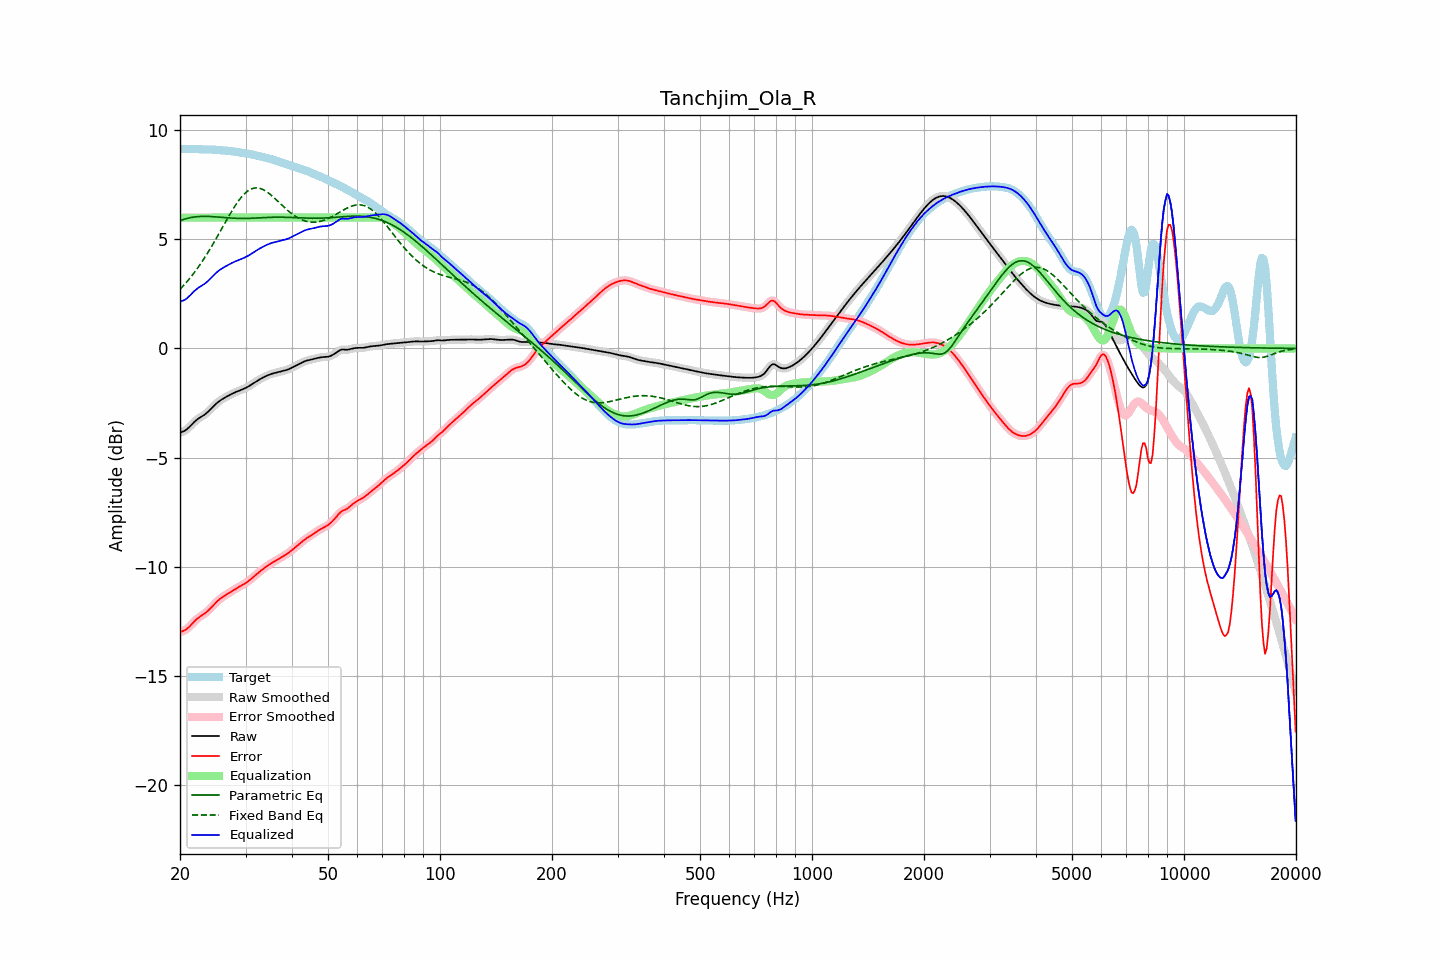 Tanchjim_Ola_R
10
5
0
−5
−10
−15
−20
Amplitude (dBr)
Target
Raw Smoothed
Error Smoothed
Raw
Error
Equalization
Parametric Eq
Fixed Band Eq
Equalized
20 50 100 200 500 1000 2000 5000 10000 20000
Frequency (Hz)